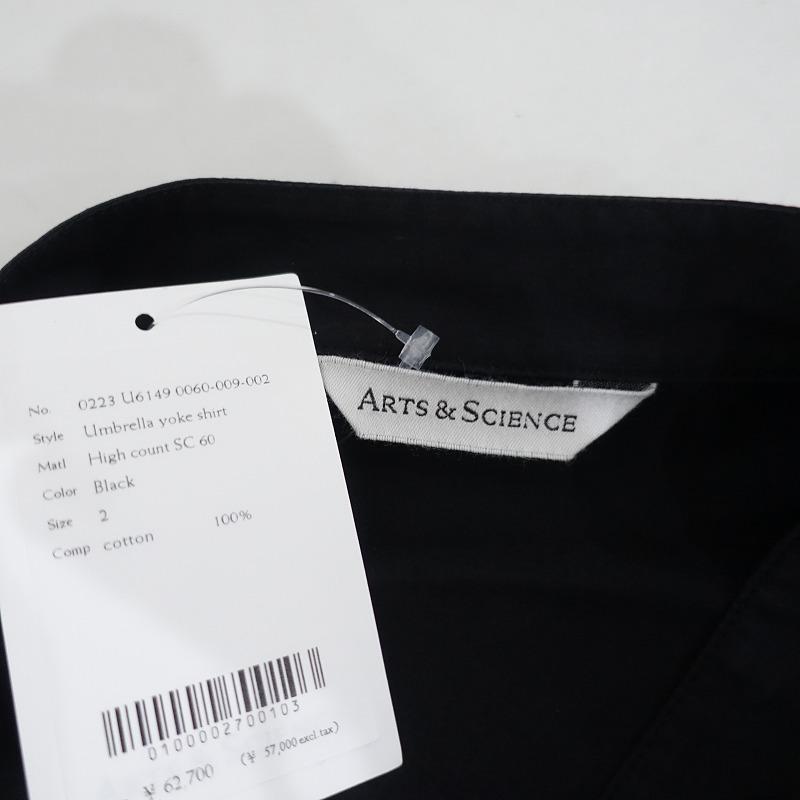 No. 0223 U6149 0060-009-002
Style Umbrella yoke shirt
Matl High count SC 60
Color Black
Size 2
Comp cotton 100%
0100002700103
¥ 62,700 (¥ 57,000 excl.tax)
ARTS & SCIENCE